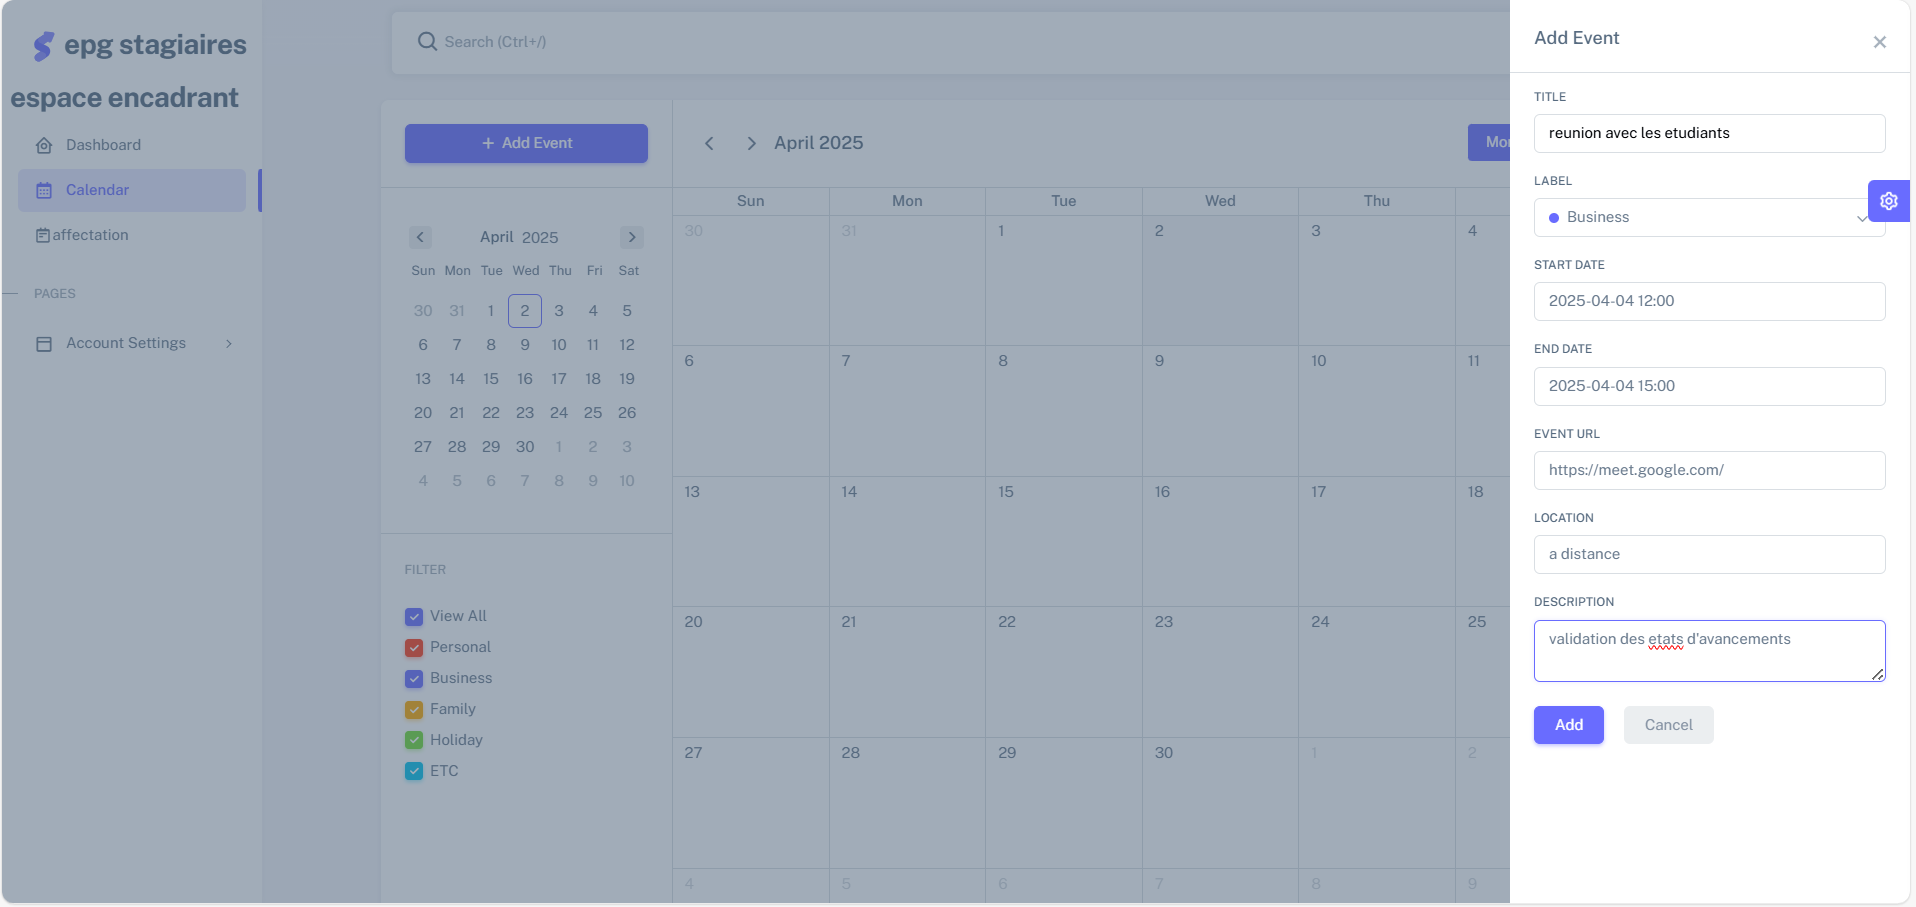 epg stagiaires
espace encadrant
Dashboard
Calendar
affectation
PAGES
Account Settings
Search (Ctrl+/)
+ Add Event
April 2025
Sun Mon Tue Wed Thu Fri Sat
30 31 1 2 3 4 5
6 7 8 9 10 11 12
13 14 15 16 17 18 19
20 21 22 23 24 25 26
27 28 29 30 1 2 3
4 5 6 7 8 9 10
FILTER
View All
Personal
Business
Family
Holiday
ETC
April 2025
Sun Mon Tue Wed Thu
30 31 1 2 3 4
6 7 8 9 10 11
13 14 15 16 17 18
20 21 22 23 24 25
27 28 29 30 1 2
4 5 6 7 8 9
Add Event
TITLE
reunion avec les etudiants
LABEL
Business
START DATE
2025-04-04 12:00
END DATE
2025-04-04 15:00
EVENT URL
https://meet.google.com/
LOCATION
a distance
DESCRIPTION
validation des etats d'avancements
Add
Cancel